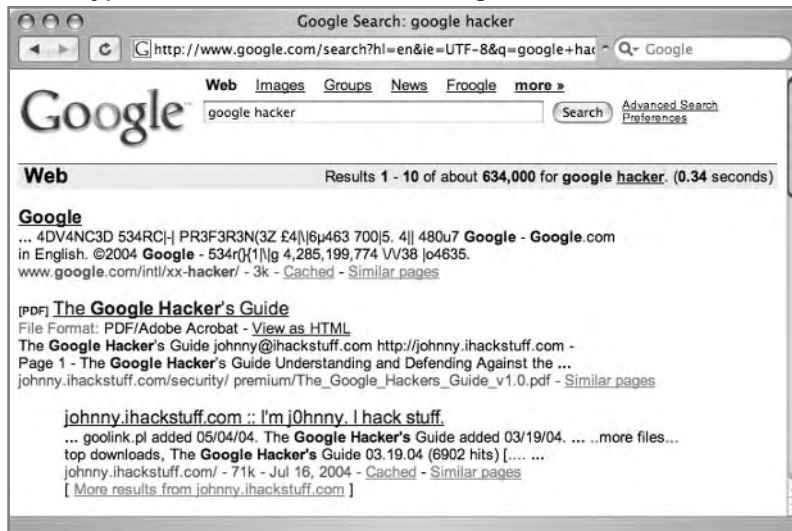 Google Search: google hacker
http://www.google.com/search?hl=en&ie=UTF-8&q=google+hac Google
Web Images Groups News Froogle more »
Google™
google hacker Search Advanced Search
Preferences
Web Results 1 - 10 of about 634,000 for google hacker. (0.34 seconds)
Google
... 4DV4NC3D 534RC|-| PR3F3R3N(3Z £4|\|6µ463 700|5. 4|| 480u7 Google - Google.com
in English. ©2004 Google - 534r(}{1|\|g 4,285,199,774 \/\/38 |o4635.
www.google.com/intl/xx-hacker/ - 3k - Cached - Similar pages
[PDF] The Google Hacker's Guide
File Format: PDF/Adobe Acrobat - View as HTML
The Google Hacker's Guide johnny@ihackstuff.com http://johnny.ihackstuff.com -
Page 1 - The Google Hacker's Guide Understanding and Defending Against the ...
johnny.ihackstuff.com/security/ premium/The_Google_Hackers_Guide_v1.0.pdf - Similar pages
johnny.ihackstuff.com :: I'm j0hnny. I hack stuff.
... goolink.pl added 05/04/04. The Google Hacker's Guide added 03/19/04. ... ..more files...
top downloads, The Google Hacker's Guide 03.19.04 (6902 hits) [.... ...
johnny.ihackstuff.com/ - 71k - Jul 16, 2004 - Cached - Similar pages
[ More results from johnny.ihackstuff.com ]